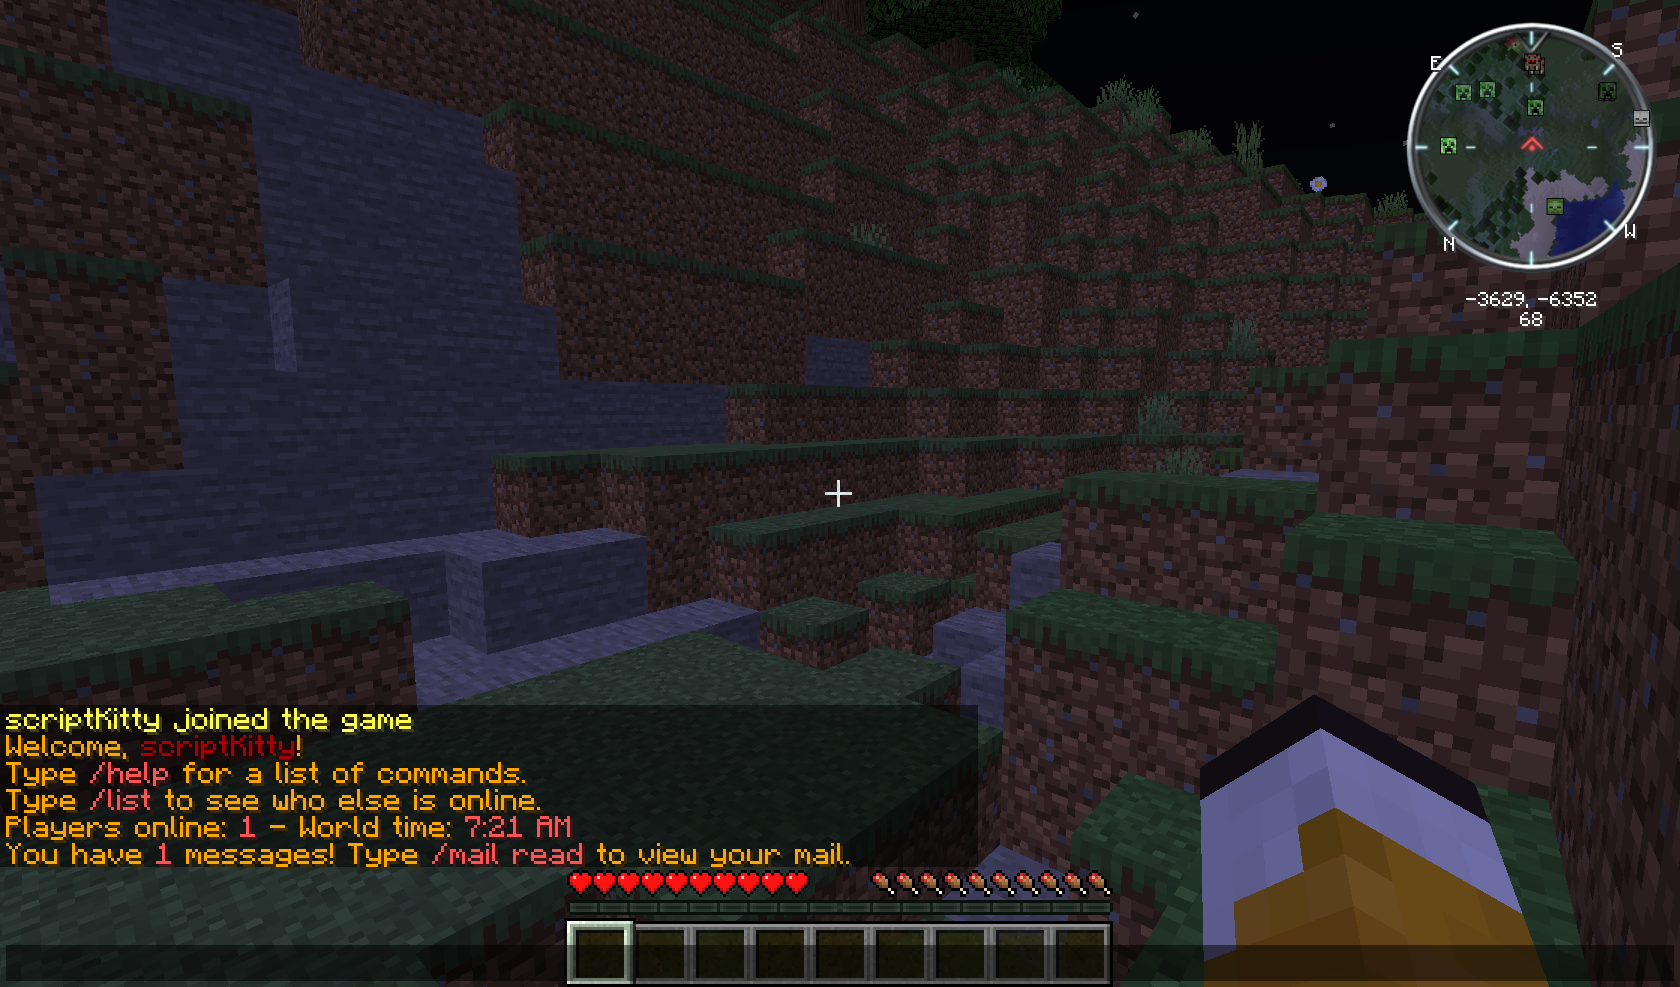 E
S
N
W
-3629, -6352
68
scriptKitty joined the game
Welcome, scriptKitty!
Type /help for a list of commands.
Type /list to see who else is online.
Players online: 1 - World time: 7:21 AM
You have 1 messages! Type /mail read to view your mail.